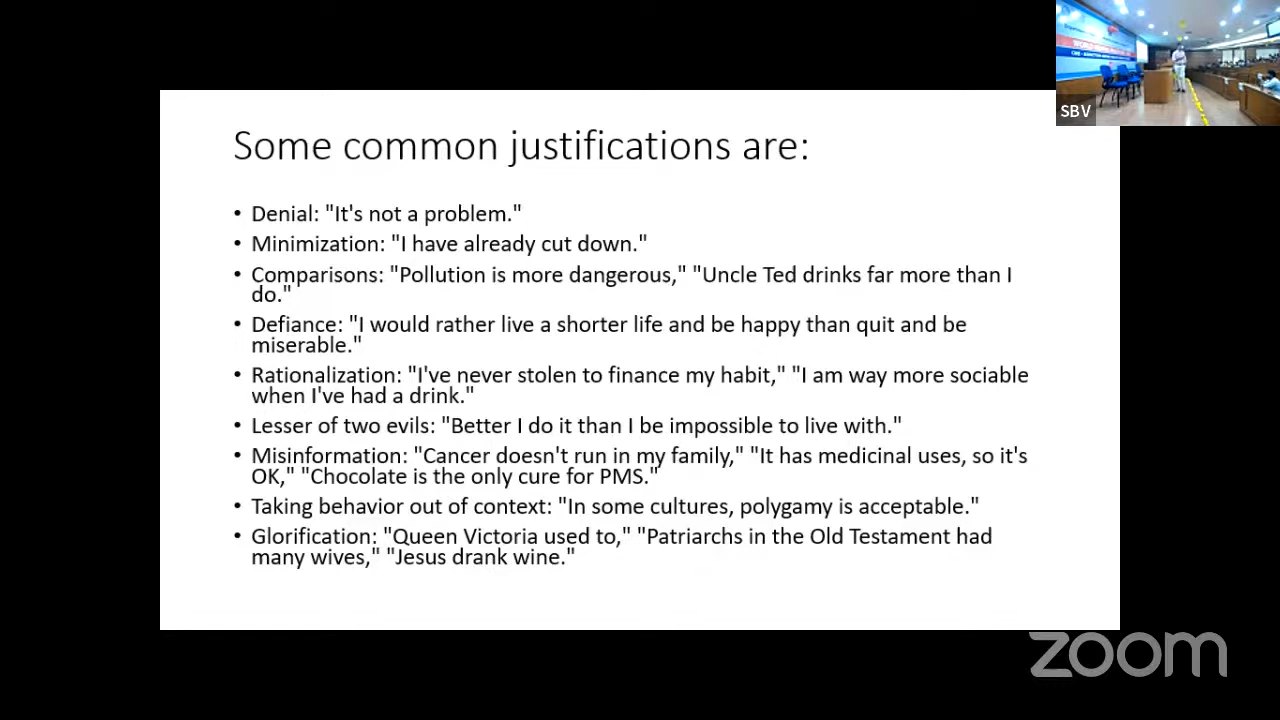 Some common justifications are:
• Denial: "It's not a problem."
• Minimization: "I have already cut down."
• Comparisons: "Pollution is more dangerous," "Uncle Ted drinks far more than I
do."
• Defiance: "I would rather live a shorter life and be happy than quit and be
miserable."
• Rationalization: "I've never stolen to finance my habit," "I am way more sociable
when I've had a drink."
• Lesser of two evils: "Better I do it than I be impossible to live with."
• Misinformation: "Cancer doesn't run in my family," "It has medicinal uses, so it's
OK," "Chocolate is the only cure for PMS."
• Taking behavior out of context: "In some cultures, polygamy is acceptable."
• Glorification: "Queen Victoria used to," "Patriarchs in the Old Testament had
many wives," "Jesus drank wine."
SBV
zoom